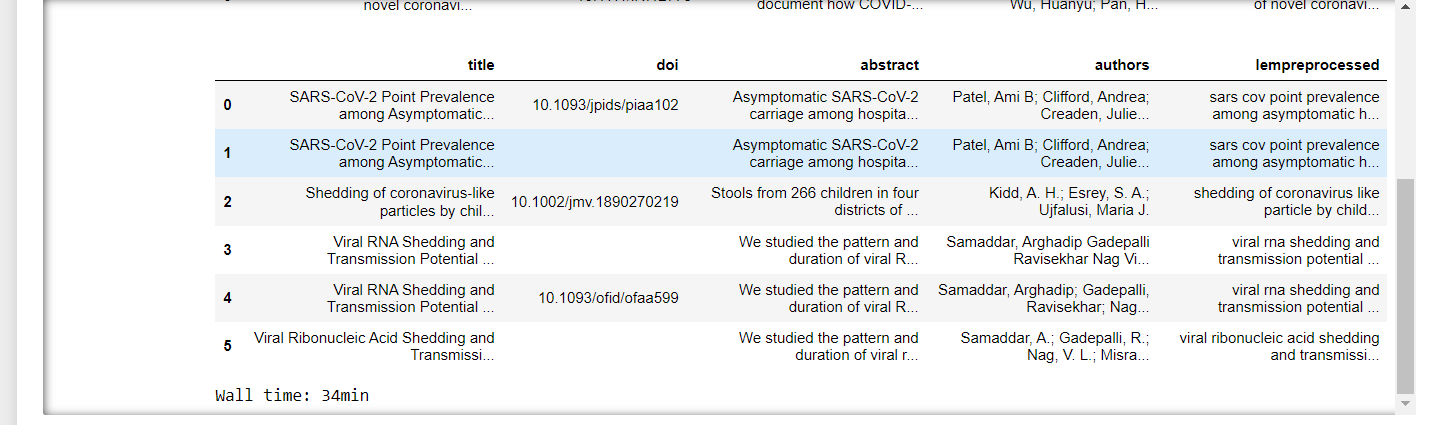 novel coronavi...
document how COVID-...
Wu, Huanyu; Pan, H...
of novel coronavi...
title doi abstract authors lempreprocessed
0 SARS-CoV-2 Point Prevalence 10.1093/jpids/piaa102 Asymptomatic SARS-CoV-2 Patel, Ami B; Clifford, Andrea; sars cov point prevalence
among Asymptomatic... carriage among hospita... Creaden, Julie... among asymptomatic h...
1 SARS-CoV-2 Point Prevalence Asymptomatic SARS-CoV-2 Patel, Ami B; Clifford, Andrea; sars cov point prevalence
among Asymptomatic... carriage among hospita... Creaden, Julie... among asymptomatic h...
2 Shedding of coronavirus-like 10.1002/jmv.1890270219 Stools from 266 children in four Kidd, A. H.; Esrey, S. A.; shedding of coronavirus like
particles by chil... districts of ... Ujfalusi, Maria J. particle by child...
3 Viral RNA Shedding and We studied the pattern and Samaddar, Arghadip Gadepalli viral rna shedding and
Transmission Potential ... duration of viral R... Ravisekhar Nag Vi... transmission potential ...
4 Viral RNA Shedding and 10.1093/ofid/ofaa599 We studied the pattern and Samaddar, Arghadip; Gadepalli, viral rna shedding and
Transmission Potential ... duration of viral R... Ravisekhar; Nag... transmission potential ...
5 Viral Ribonucleic Acid Shedding and We studied the pattern and Samaddar, A.; Gadepalli, R.; viral ribonucleic acid shedding
Transmissi... duration of viral r... Nag, V. L.; Misra... and transmissi...
Wall time: 34min